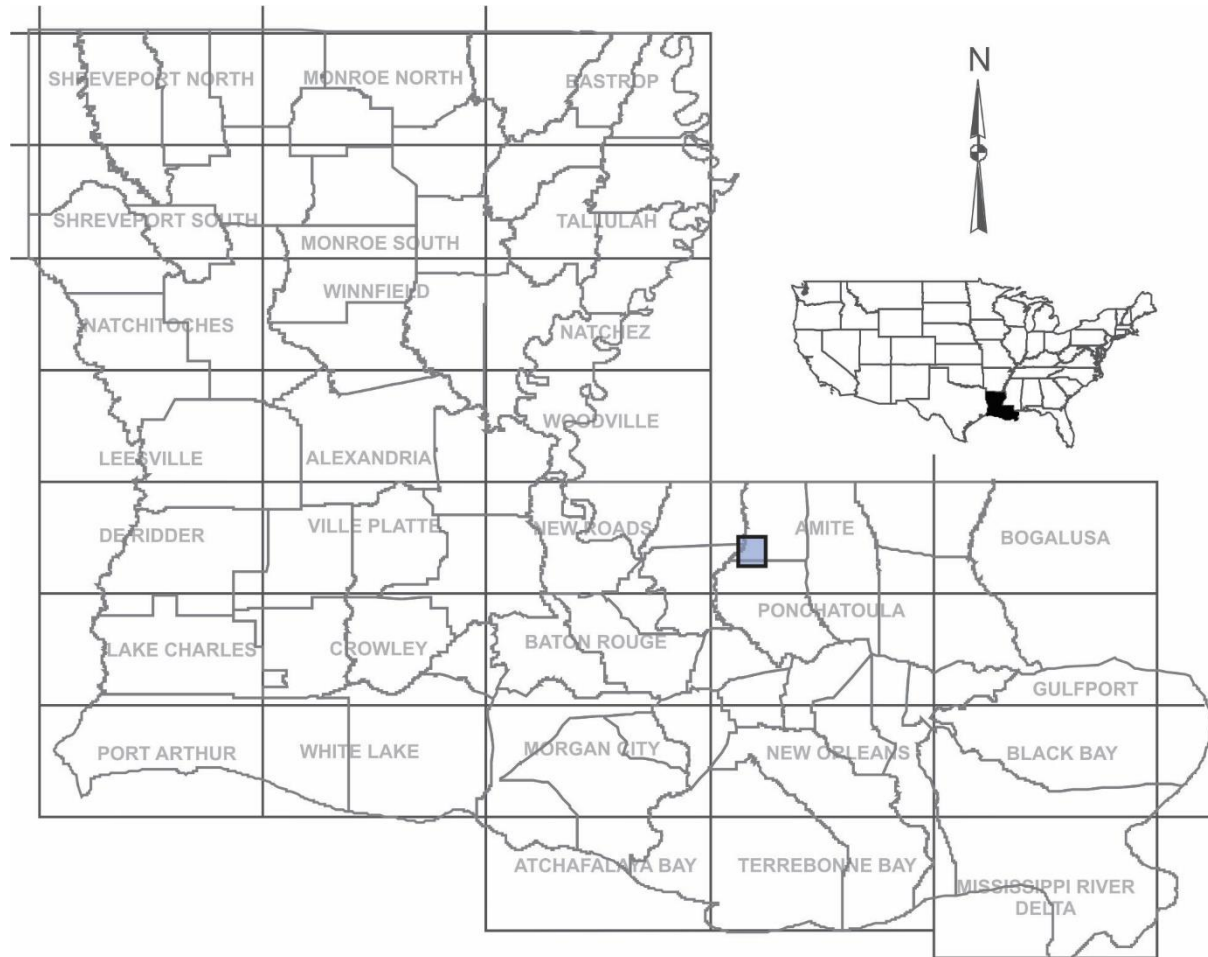 N
SHREVEPORT NORTH
MONROE NORTH
BASTROP
SHREVEPORT SOUTH
MONROE SOUTH
TALLULAH
NATCHITOCHES
WINNFIELD
NATCHEZ
LEESVILLE
ALEXANDRIA
WOODVILLE
DE RIDDER
VILLE PLATTE
NEW ROADS
AMITE
BOGALUSA
LAKE CHARLES
CROWLEY
BATON ROUGE
PONCHATOULA
GULFPORT
PORT ARTHUR
WHITE LAKE
MORGAN CITY
NEW ORLEANS
BLACK BAY
ATCHAFALAYA BAY
TERREBONNE BAY
MISSISSIPPI RIVER
DELTA